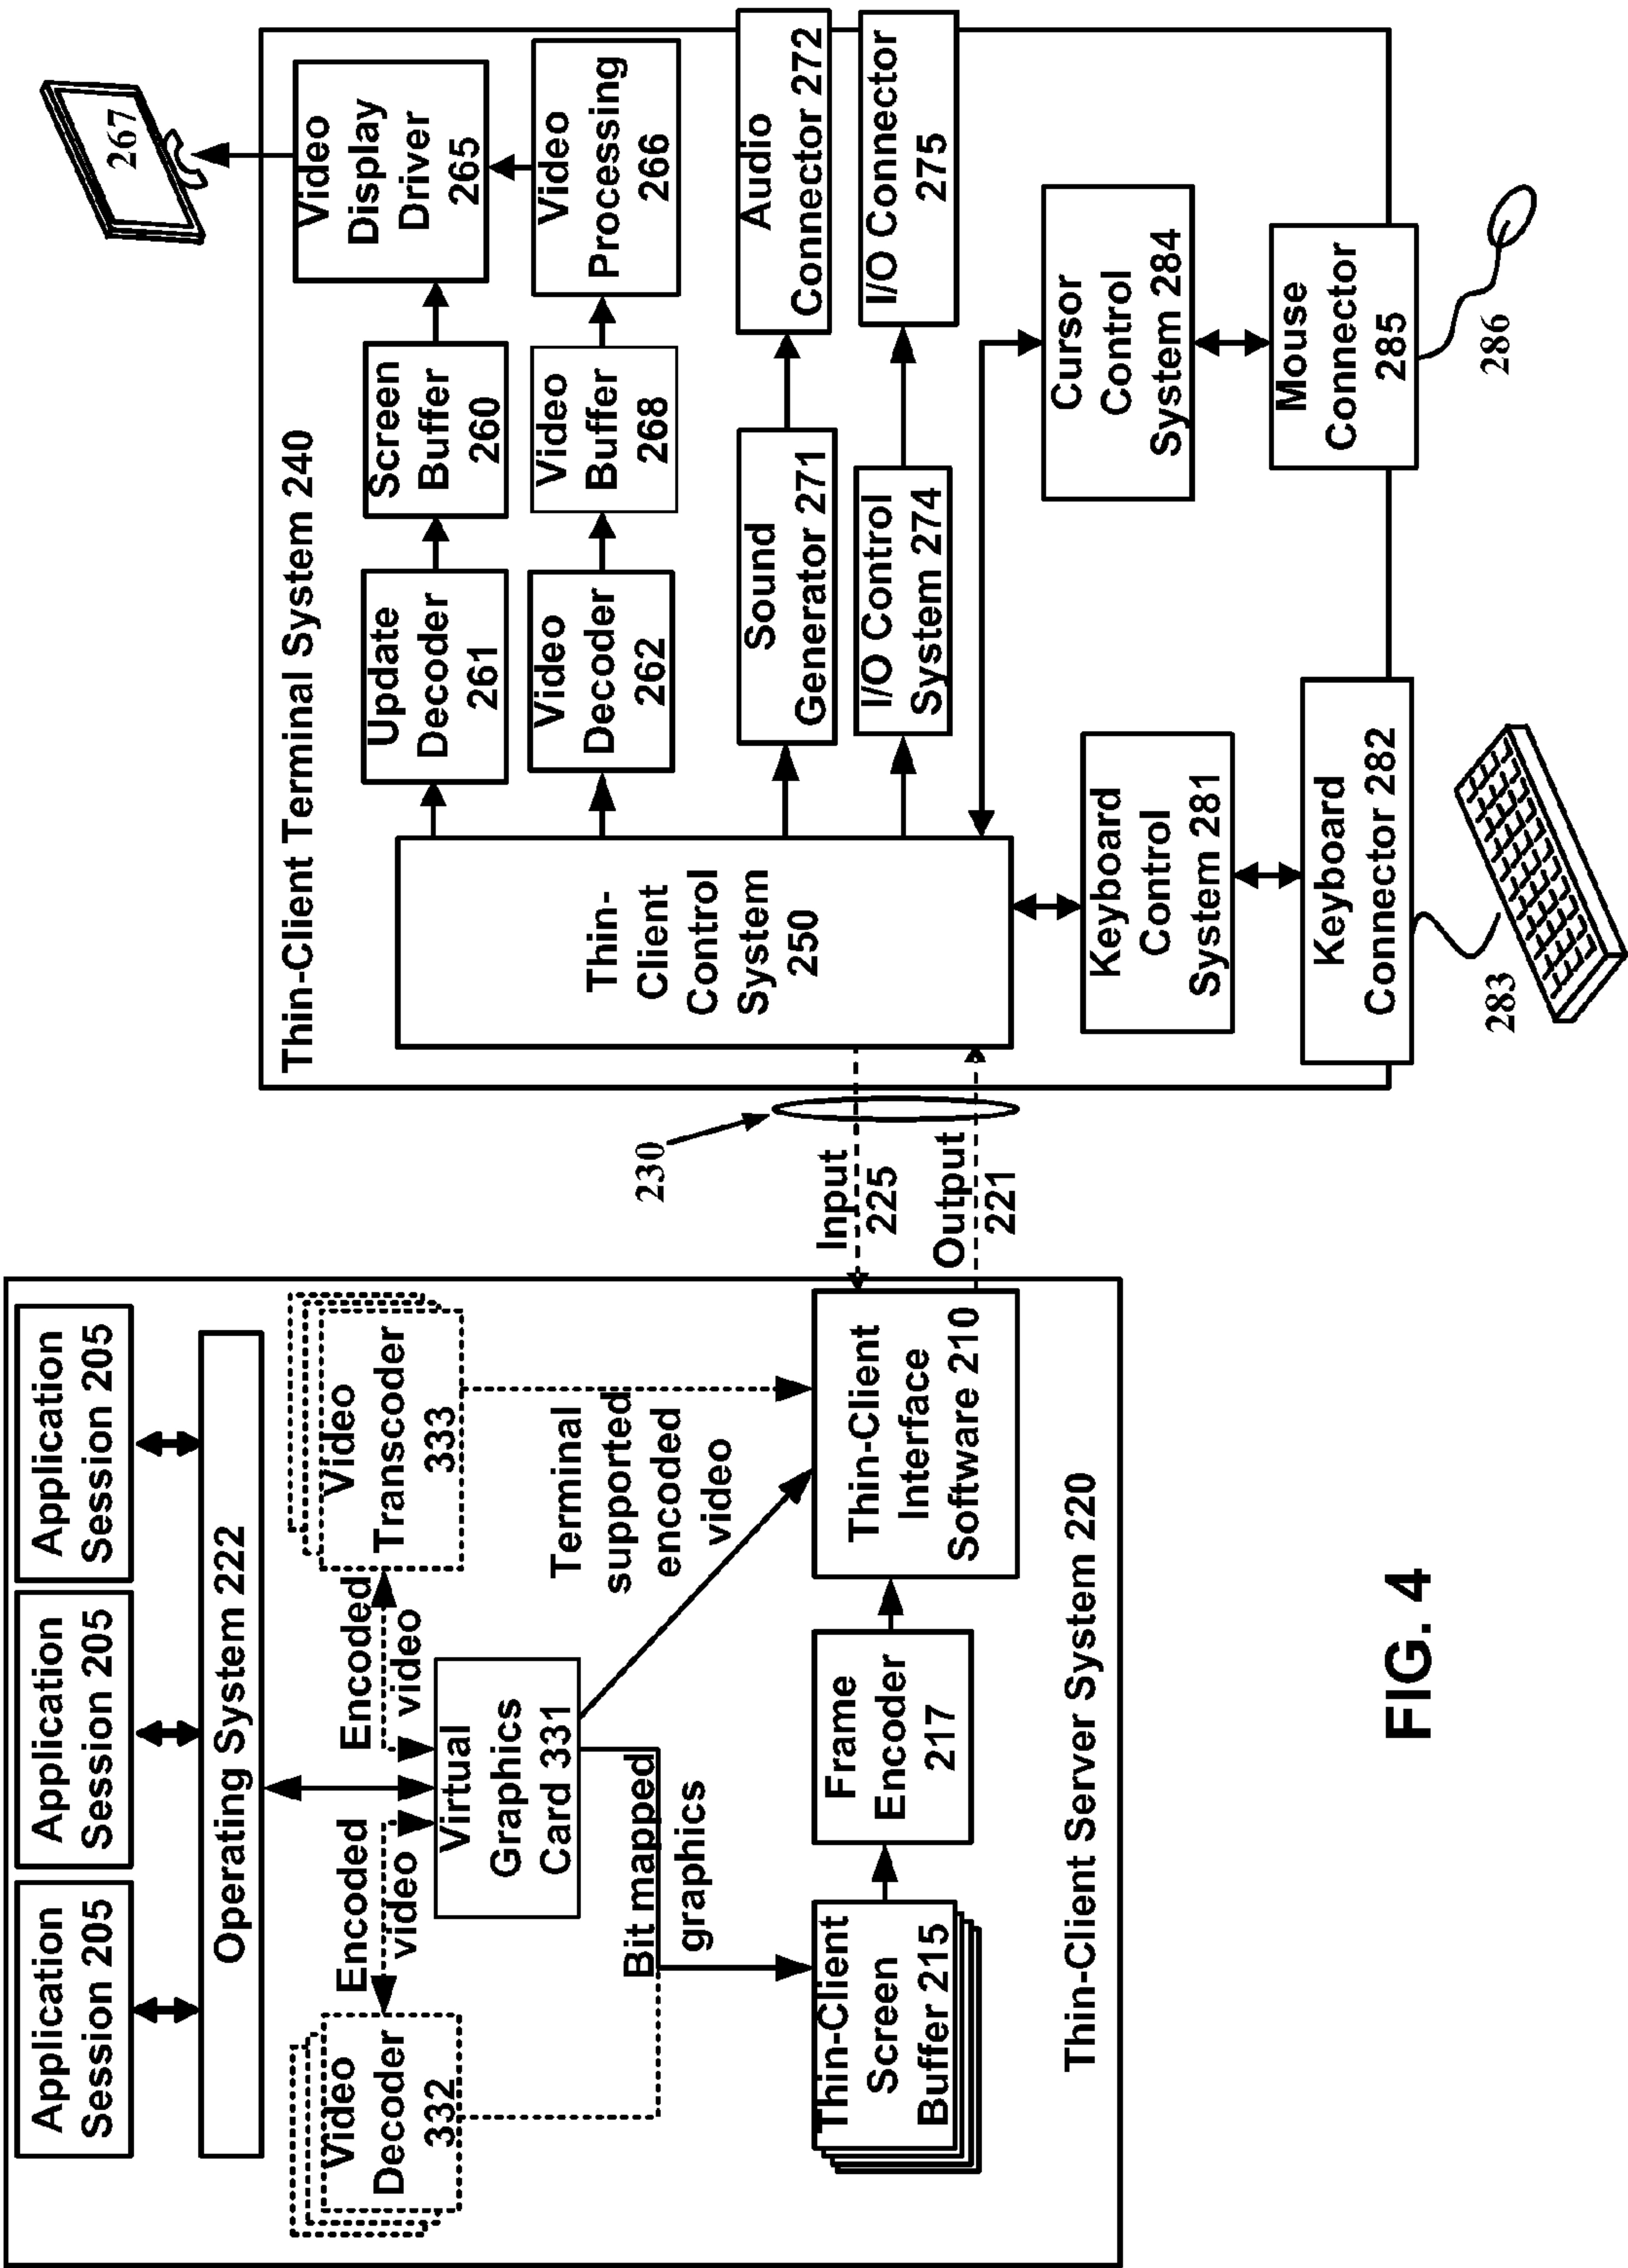 Application
Session 205
Application
Session 205
Application
Session 205
Operating System 222
Video
Decoder
332
Encoded
video
Encoded
video
Video
Transcoder
333
Virtual
Graphics
Card 331
Terminal
supported
encoded
video
Bit mapped
graphics
Thin-Client
Screen
Buffer 215
Frame
Encoder
217
Thin-Client
Interface
Software 210
Thin-Client Server System 220
230
Input
225
Output
221
Thin-Client Terminal System 240
267
Thin-
Client
Control
System
250
Update
Decoder
261
Screen
Buffer
260
Video
Display
Driver
265
Video
Decoder
262
Video
Buffer
268
Video
Processing
266
Sound
Generator 271
Audio
Connector 272
I/O Control
System 274
I/O Connector
275
Keyboard
Control
System 281
Cursor
Control
System 284
Keyboard
Connector 282
Mouse
Connector
285
283
286
FIG. 4